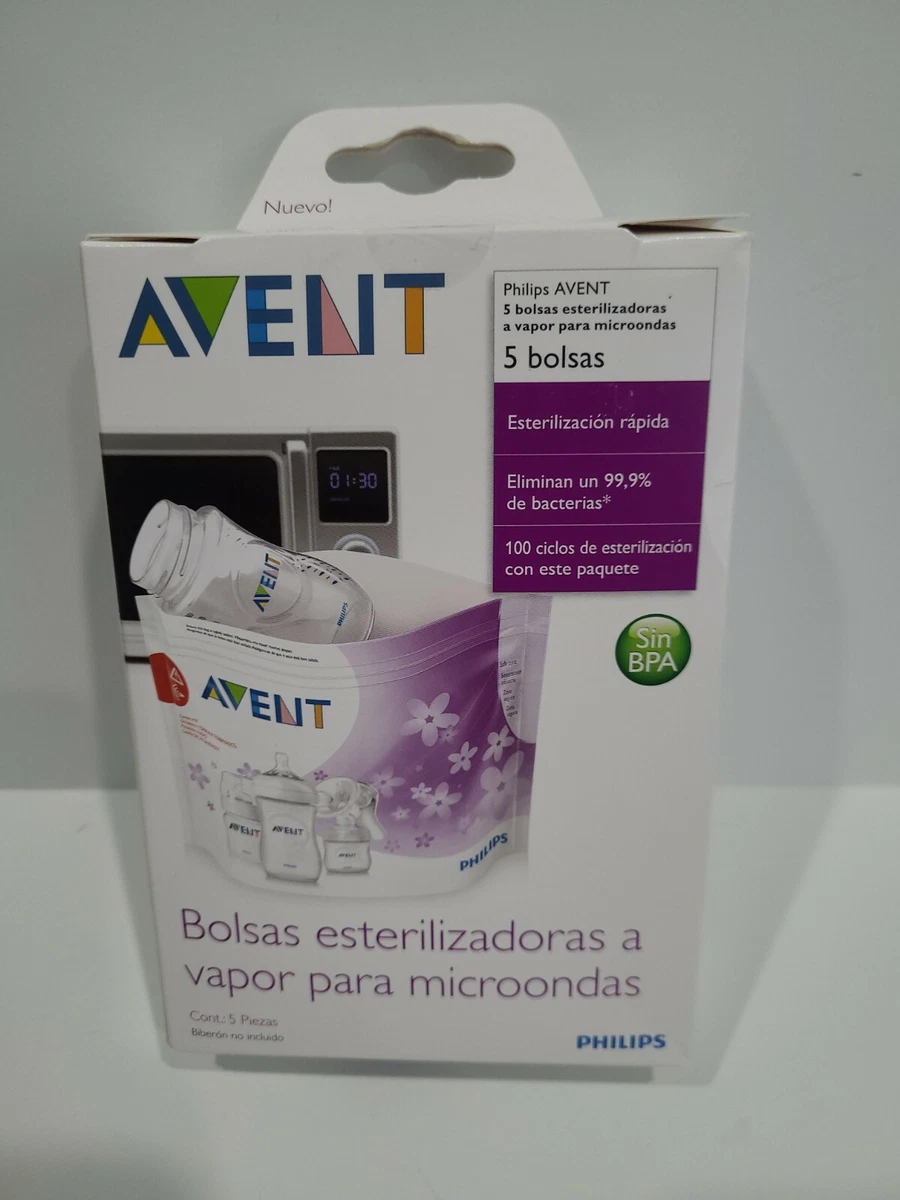 Nuevo!
AVENT
Philips AVENT
5 bolsas esterilizadoras
a vapor para microondas
5 bolsas
Esterilización rápida
Eliminan un 99,9%
de bacterias*
100 ciclos de esterilización
con este paquete
01:30
AVENT
PHILIPS
Sin
BPA
AVENT
AVENT
AVENT
AVENT
PHILIPS
Bolsas esterilizadoras a
vapor para microondas
Cont.: 5 Piezas
Biberón no incluido
PHILIPS